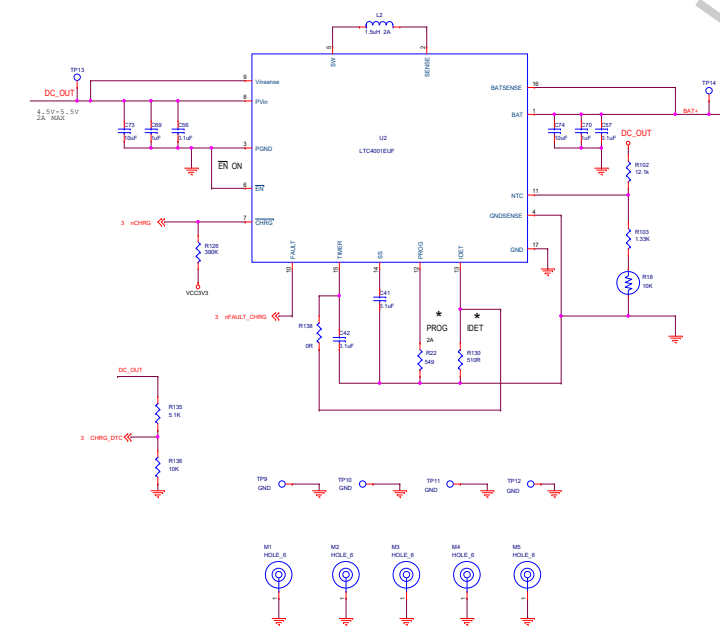 L2
1.5uH 2A
5
2
SW
SENSE
TP13
DC_OUT
4.5V-5.5V
2A MAX
9
Vinsense
8
PVin
C73
10uF
C69
1uF
C56
0.1uF
3
PGND
EN ON
6
EN
7
CHRG
3 nCHRG
R126
390K
VCC3V3
U2
LTC4001EUF
BATSENSE
16
BAT
1
TP14
BAT+
C74
10uF
C70
1uF
C57
0.1uF
DC_OUT
R102
12.1k
NTC
11
GNDSENSE
4
R103
1.33K
GND
17
R18
10K
FAULT
TIMER
SS
PROG
IDET
10
15
14
12
13
3 nFAULT_CHRG
R138
0R
C42
0.1uF
C41
0.1uF
*
PROG
2A
*
IDET
R22
549
R130
510R
DC_OUT
R135
5.1K
3 CHRG_DTC
R136
10K
TP9
GND
TP10
GND
TP11
GND
TP12
GND
M1
HOLE_6
M2
HOLE_6
M3
HOLE_6
M4
HOLE_6
M5
HOLE_6
1
1
1
1
1